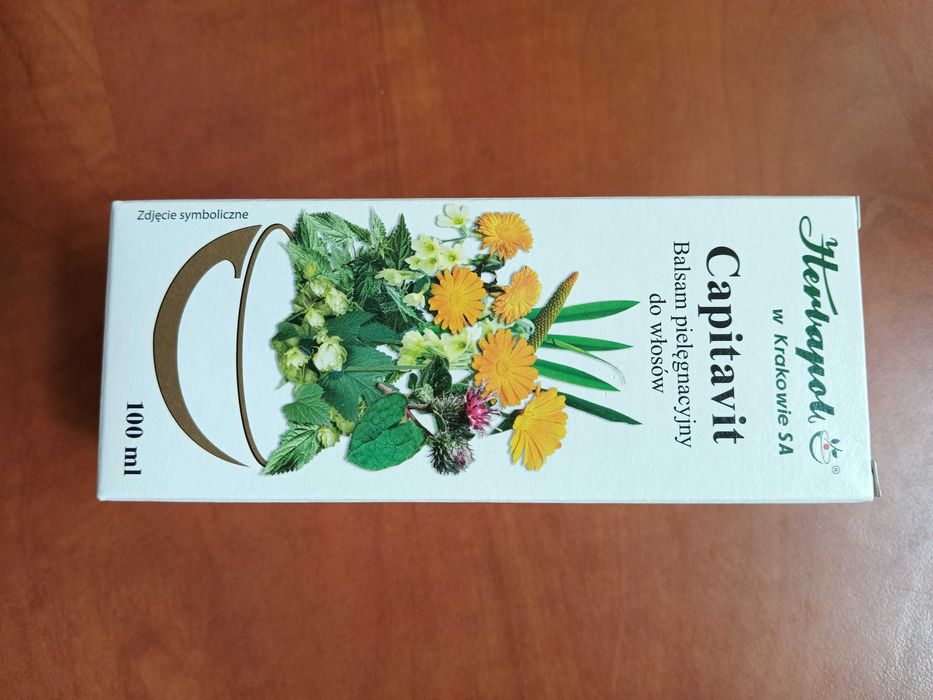 Herbapol
w Krakowie SA
Capitavit
Balsam pielęgnacyjny
do włosów
100 ml
Zdjęcie symboliczne